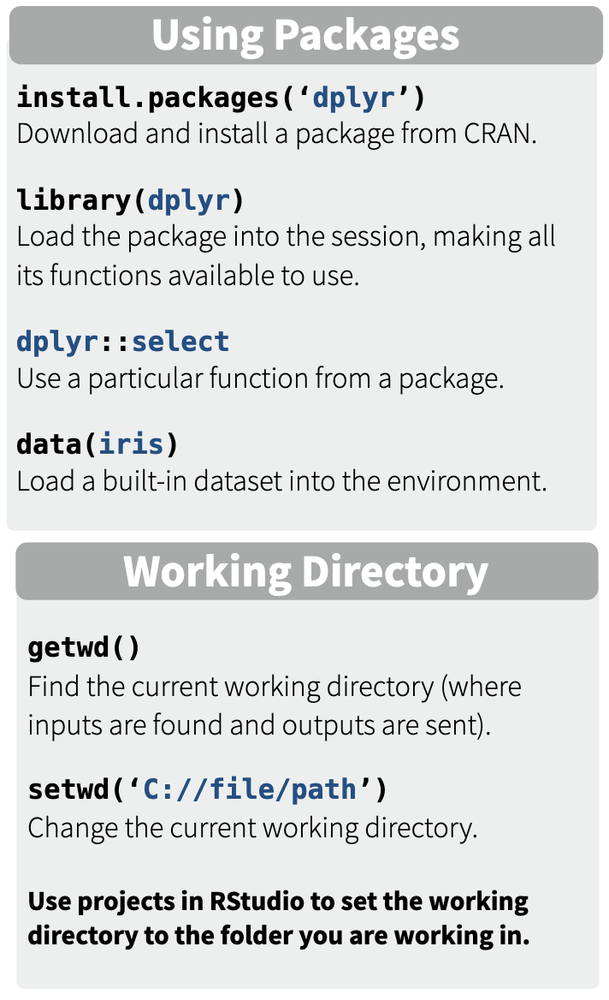 Using Packages
install.packages(‘dplyr’)
Download and install a package from CRAN.
library(dplyr)
Load the package into the session, making all
its functions available to use.
dplyr::select
Use a particular function from a package.
data(iris)
Load a built-in dataset into the environment.
Working Directory
getwd()
Find the current working directory (where
inputs are found and outputs are sent).
setwd(‘C://file/path’)
Change the current working directory.
Use projects in RStudio to set the working
directory to the folder you are working in.